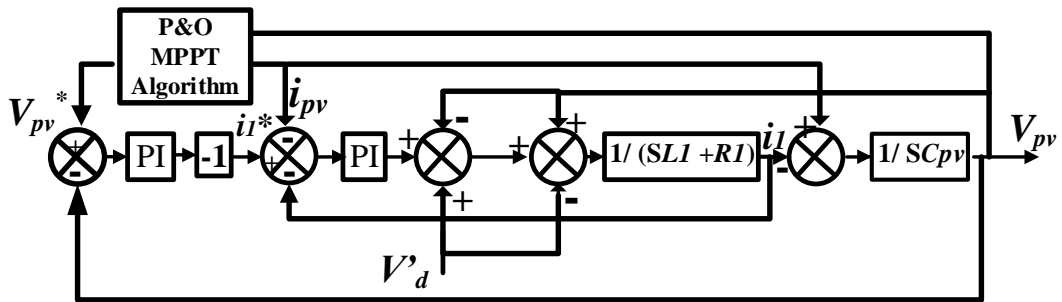 P&O
MPPT
Algorithm
V_pv*
i_pv
i1*
+
-
PI
-1
-
+
-
PI
+
-
+
+
+
-
1/ (SL1 +R1)
i1
+
-
1/ SCpv
V_pv
V'_d